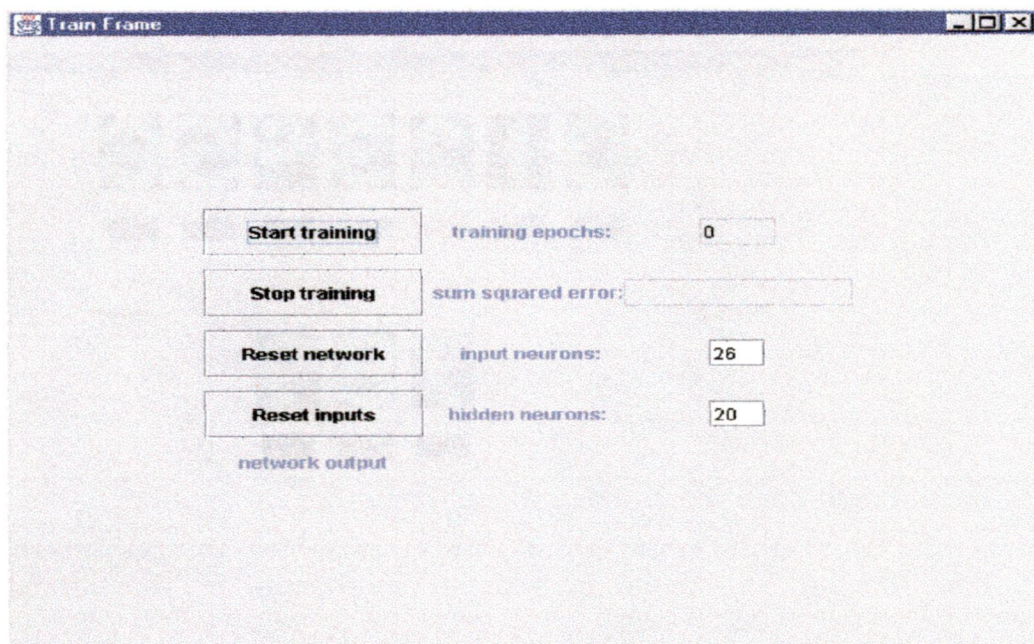 Train Frame
Start training training epochs: 0
Stop training sum squared error:
Reset network input neurons: 26
Reset inputs hidden neurons: 20
network output